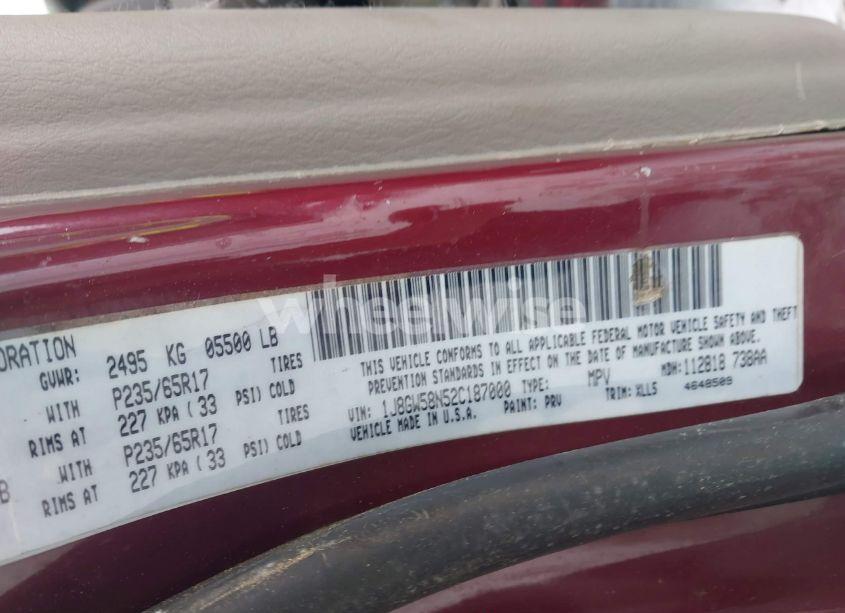 ORATION
GVWR: 2495 KG 05500 LB
WITH P235/65R17 TIRES
RIMS AT 227 KPA ( 33 PSI) COLD
B WITH P235/65R17 TIRES
RIMS AT 227 KPA ( 33 PSI) COLD
THIS VEHICLE CONFORMS TO ALL APPLICABLE FEDERAL MOTOR VEHICLE SAFETY AND THEFT
PREVENTION STANDARDS IN EFFECT ON THE DATE OF MANUFACTURE SHOWN ABOVE.
VIN: 1J8GW58N52C187000 TYPE: MPV MDH: 112818 738AA
VEHICLE MADE IN U.S.A. PAINT: PRV TRIM: XLL5 4648509
wheelwise